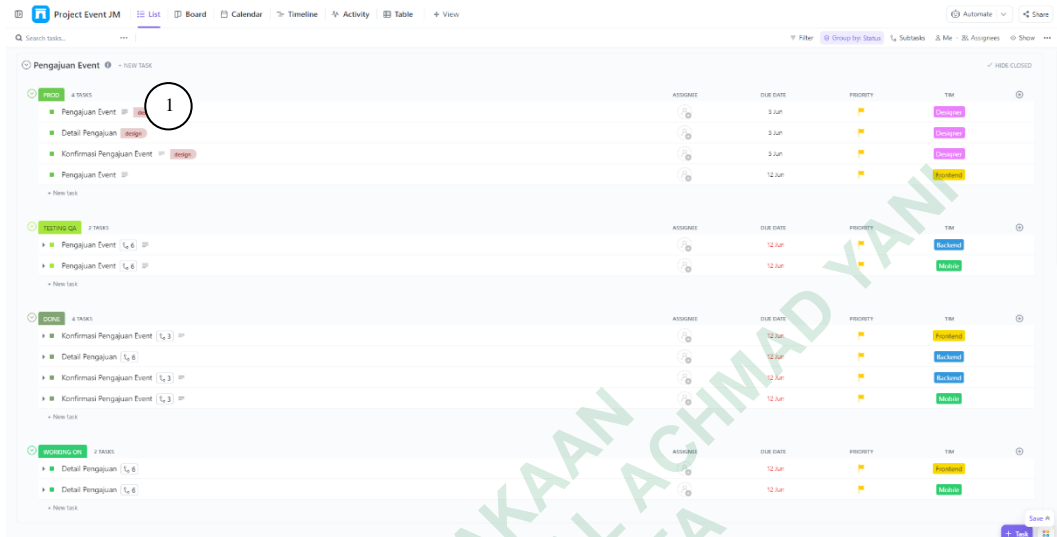 Project Event JM List Board Calendar Timeline Activity Table + View Automate Share
Search tasks... Filter Group by: Status Subtasks Me Assignees Show
Pengajuan Event + NEW TASK HIDE CLOSED
PROD 4 TASKS ASSIGNEE DUE DATE PRIORITY TIM
Pengajuan Event 1 3 Jun Designer
Detail Pengajuan design 3 Jun Designer
Konfirmasi Pengajuan Event design 3 Jun Designer
Pengajuan Event 12 Jun Frontend
+ New task
TESTING QA 2 TASKS ASSIGNEE DUE DATE PRIORITY TIM
Pengajuan Event 6 12 Jun Backend
Pengajuan Event 6 12 Jun Mobile
+ New task
DONE 4 TASKS ASSIGNEE DUE DATE PRIORITY TIM
Konfirmasi Pengajuan Event 3 12 Jun Frontend
Detail Pengajuan 6 12 Jun Backend
Konfirmasi Pengajuan Event 3 12 Jun Backend
Konfirmasi Pengajuan Event 3 12 Jun Mobile
+ New task
WORKING ON 2 TASKS ASSIGNEE DUE DATE PRIORITY TIM
Detail Pengajuan 6 12 Jun Frontend
Detail Pengajuan 6 12 Jun Mobile
+ New task
Save
+ Task
ACHMAD YANI